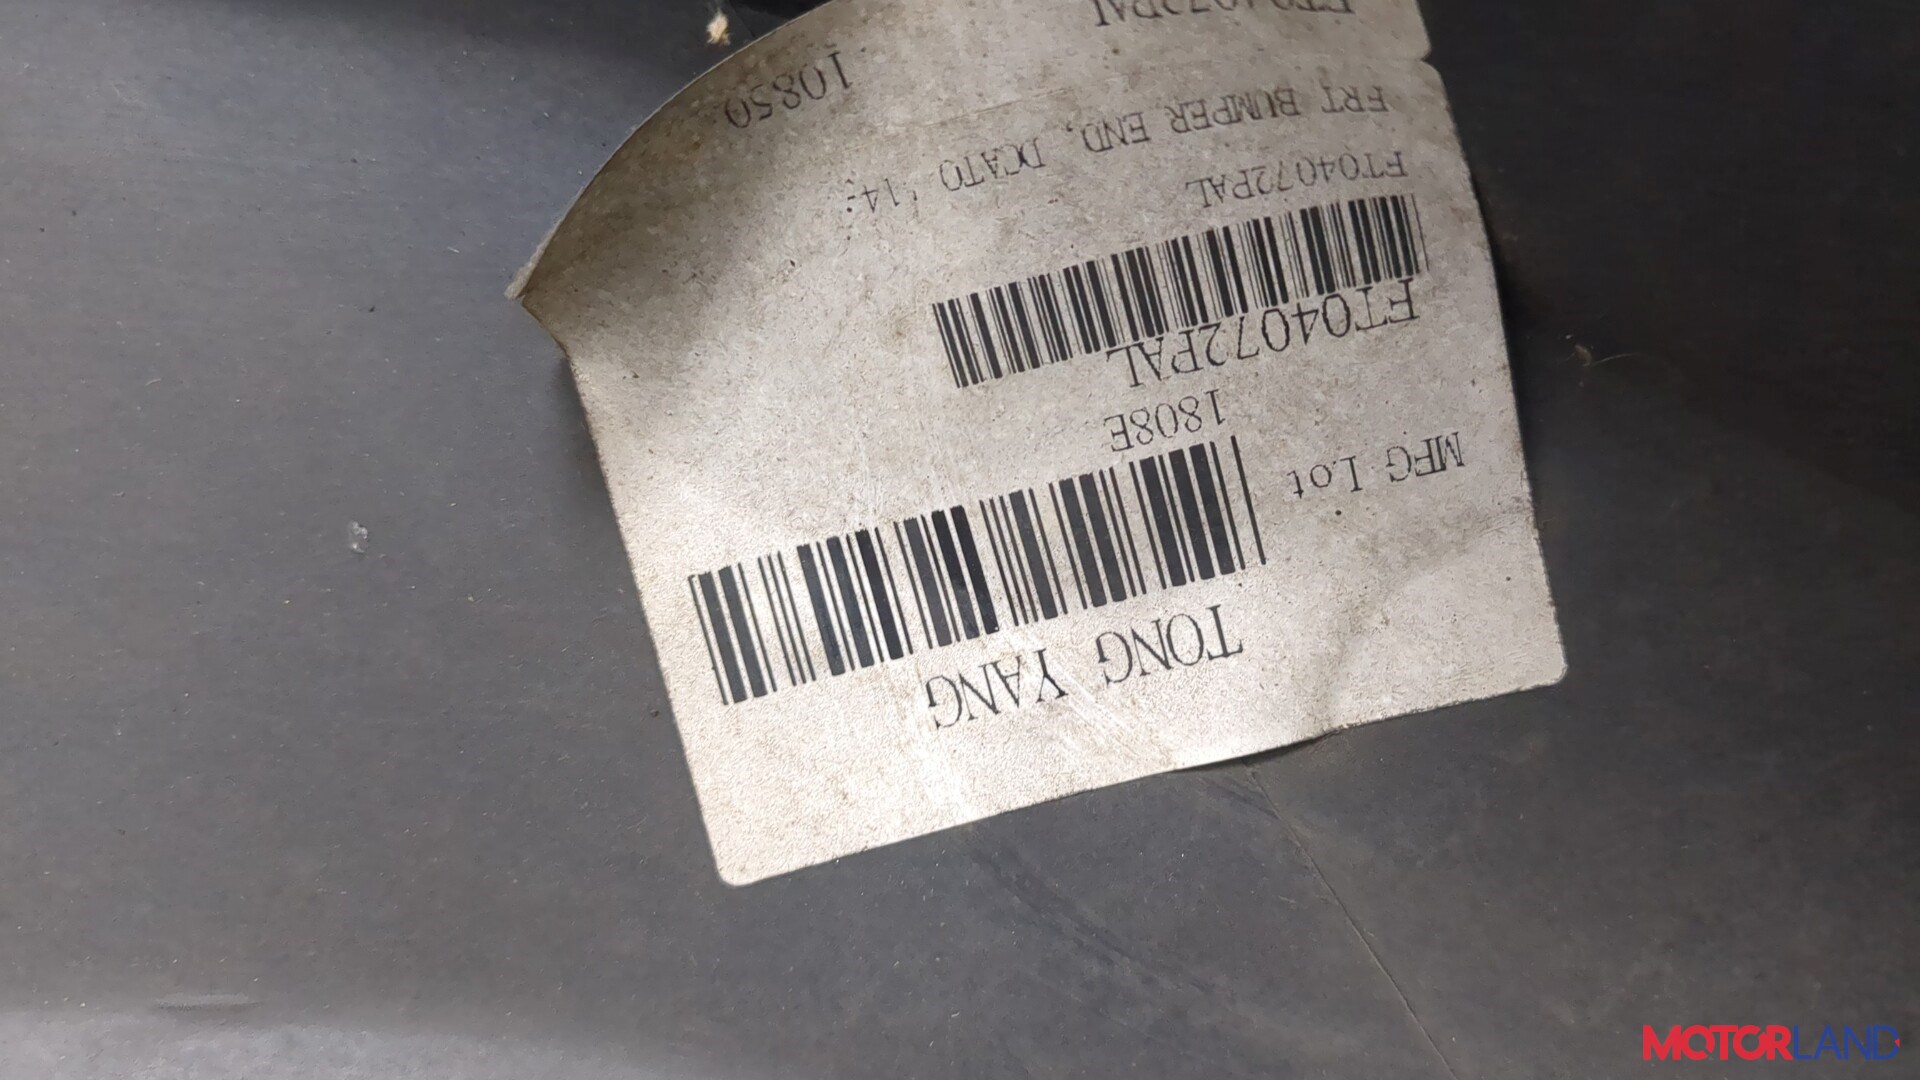 FT04072PAL
10850
FRT BUMPER END, DCATO '14-
FT04072PAL
FT04072PAL
1808E
MFG Lot
TONG YANG
MOTORLAND